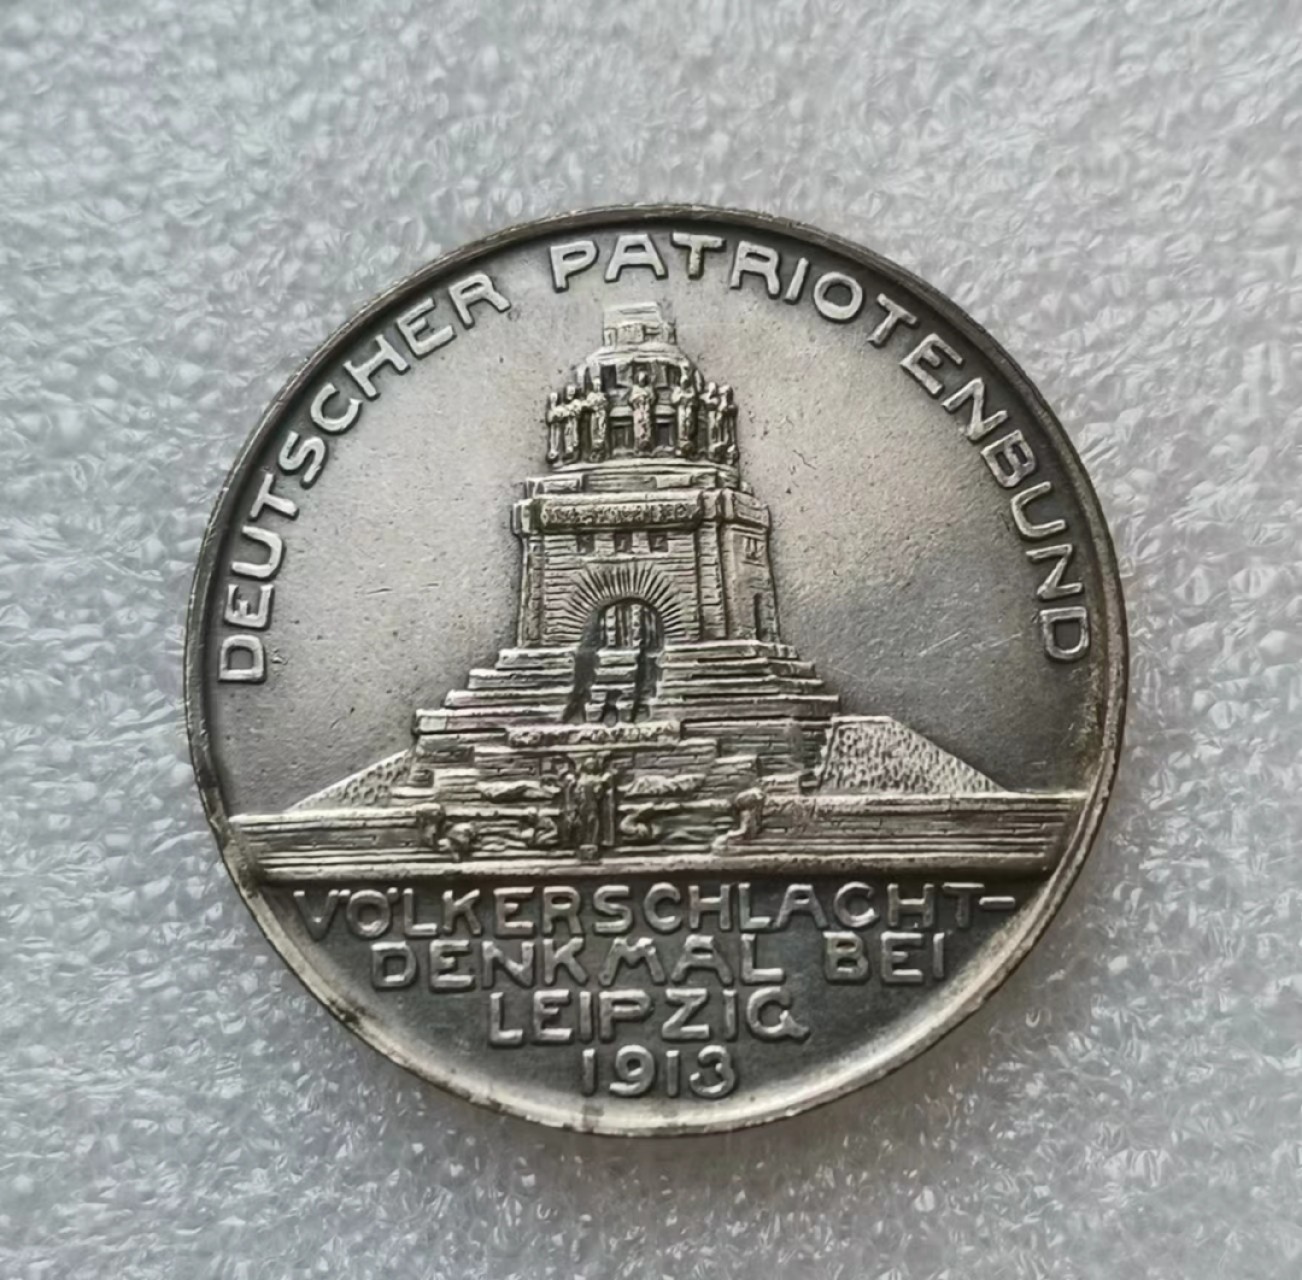 DEUTSCHER PATRIOTENBUND
VÖLKERSCHLACHT-
DENKMAL BEI
LEIPZIG
1913